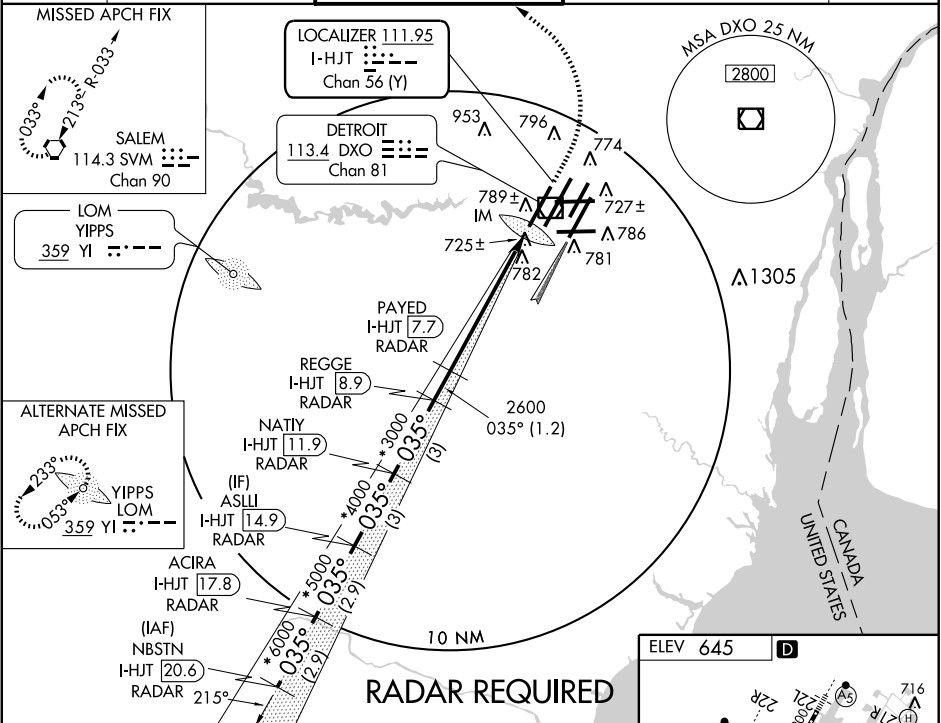 MISSED APCH FIX
R-033
033°
213°
SALEM
114.3 SVM
Chan 90
LOCALIZER 111.95
I-HJT
Chan 56 (Y)
DETROIT
113.4 DXO
Chan 81
MSA DXO 25 NM
2800
953
796
774
789±
IM
727±
786
725±
781
782
1305
LOM
YIPPS
359 YI
PAYED
I-HJT 7.7
RADAR
REGGE
I-HJT 8.9
RADAR
2600
035° (1.2)
NATIY
I-HJT 11.9
RADAR
*3000
035°
(3)
(IF)
ASLLI
I-HJT 14.9
RADAR
*4000
035°
(3)
ACIRA
I-HJT 17.8
RADAR
*5000
035°
(2.9)
(IAF)
NBSTN
I-HJT 20.6
RADAR
*6000
035°
(2.9)
215°
ALTERNATE MISSED
APCH FIX
233°
053°
YIPPS
LOM
359 YI
10 NM
RADAR REQUIRED
CANADA
UNITED STATES
ELEV 645 D
22R
22L
A5
716
21R
H